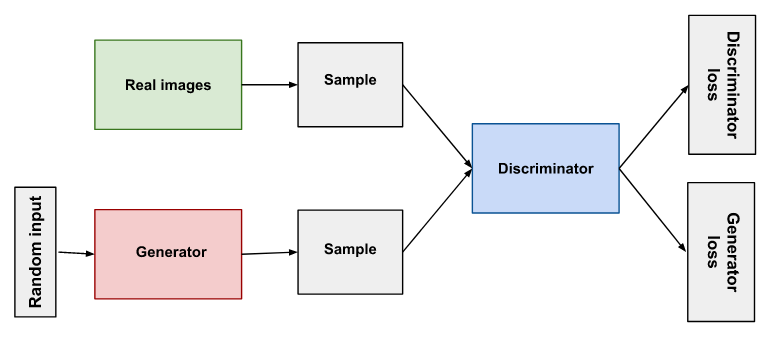 Real images
Sample
Discriminator
loss
Discriminator
Random input
Generator
Sample
Generator
loss